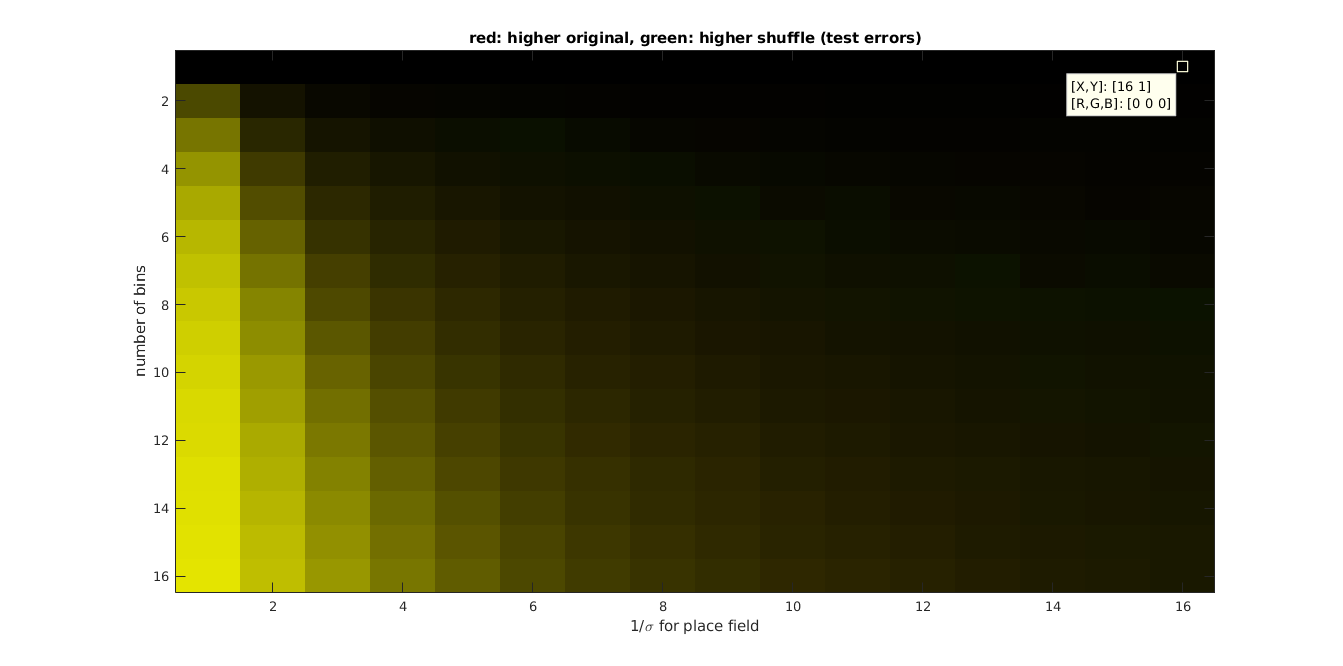 red: higher original, green: higher shuffle (test errors)
[X,Y]: [16 1]
[R,G,B]: [0 0 0]
2
4
6
8
10
12
14
16
number of bins
2 4 6 8 10 12 14 16
1/σ for place field